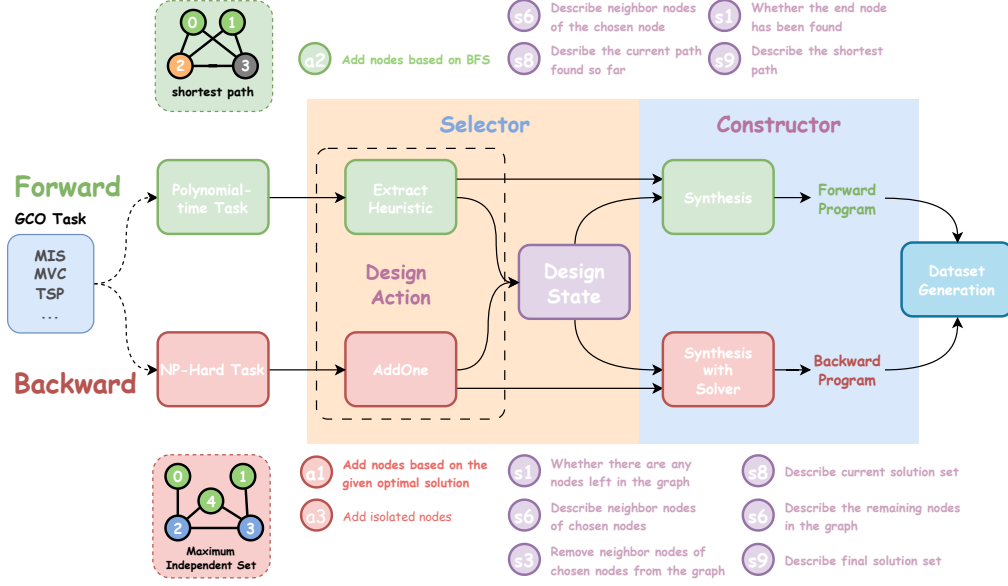 0
1
2
3
shortest path
a2
Add nodes based on BFS
s6
Describe neighbor nodes
of the chosen node
s1
Whether the end node
has been found
s8
Desribe the current path
found so far
s9
Describe the shortest
path
Selector
Constructor
Forward
GCO Task
MIS
MVC
TSP
...
Backward
Polynomial-
time Task
Extract
Heuristic
Synthesis
Forward
Program
Design
Action
Design
State
Dataset
Generation
NP-Hard Task
AddOne
Synthesis
with
Solver
Backward
Program
0
1
4
2
3
Maximum
Independent Set
a1
Add nodes based on the
given optimal solution
a3
Add isolated nodes
s1
Whether there are any
nodes left in the graph
s6
Describe neighbor nodes
of chosen nodes
s3
Remove neighbor nodes of
chosen nodes from the graph
s8
Describe current solution set
s6
Describe the remaining nodes
in the graph
s9
Describe final solution set